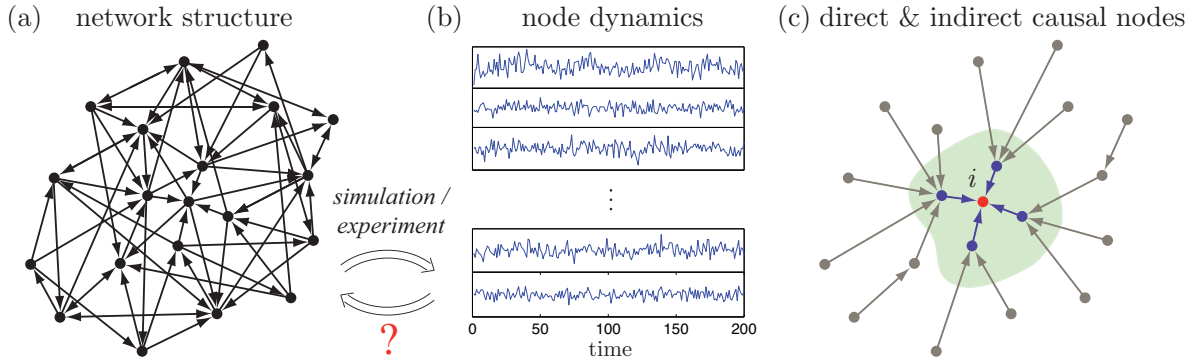 (a) network structure
(b) node dynamics
(c) direct & indirect causal nodes
simulation /
experiment
?
⋮
0 50 100 150 200
time
i